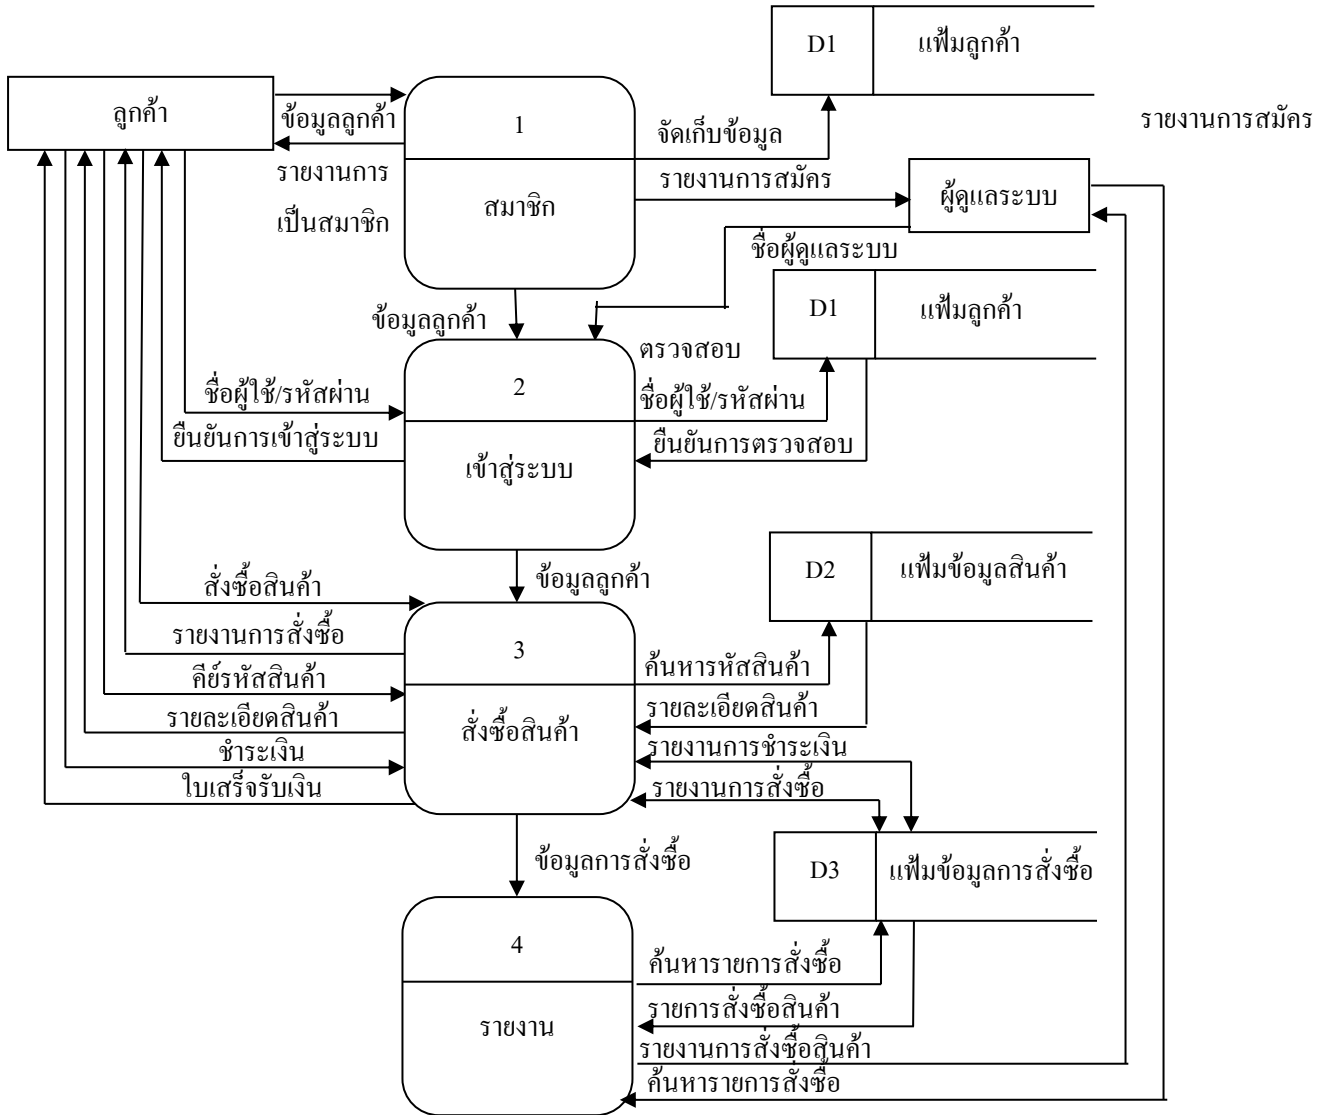 D1 แฟ้มลูกค้า
ลูกค้า
ข้อมูลลูกค้า
รายงานการ
เป็นสมาชิก
1
สมาชิก
จัดเก็บข้อมูล
รายงานการสมัคร
ผู้ดูแลระบบ
รายงานการสมัคร
ชื่อผู้ดูแลระบบ
D1 แฟ้มลูกค้า
ข้อมูลลูกค้า
ตรวจสอบ
2
เข้าสู่ระบบ
ชื่อผู้ใช้/รหัสผ่าน
ชื่อผู้ใช้/รหัสผ่าน
ยืนยันการเข้าสู่ระบบ
ยืนยันการตรวจสอบ
ข้อมูลลูกค้า
D2 แฟ้มข้อมูลสินค้า
สั่งซื้อสินค้า
รายงานการสั่งซื้อ
คีย์รหัสสินค้า
รายละเอียดสินค้า
ชำระเงิน
ใบเสร็จรับเงิน
3
สั่งซื้อสินค้า
ค้นหารหัสสินค้า
รายละเอียดสินค้า
รายงานการชำระเงิน
รายงานการสั่งซื้อ
ข้อมูลการสั่งซื้อ
D3 แฟ้มข้อมูลการสั่งซื้อ
4
รายงาน
ค้นหารายการสั่งซื้อ
รายการสั่งซื้อสินค้า
รายงานการสั่งซื้อสินค้า
ค้นหารายการสั่งซื้อ